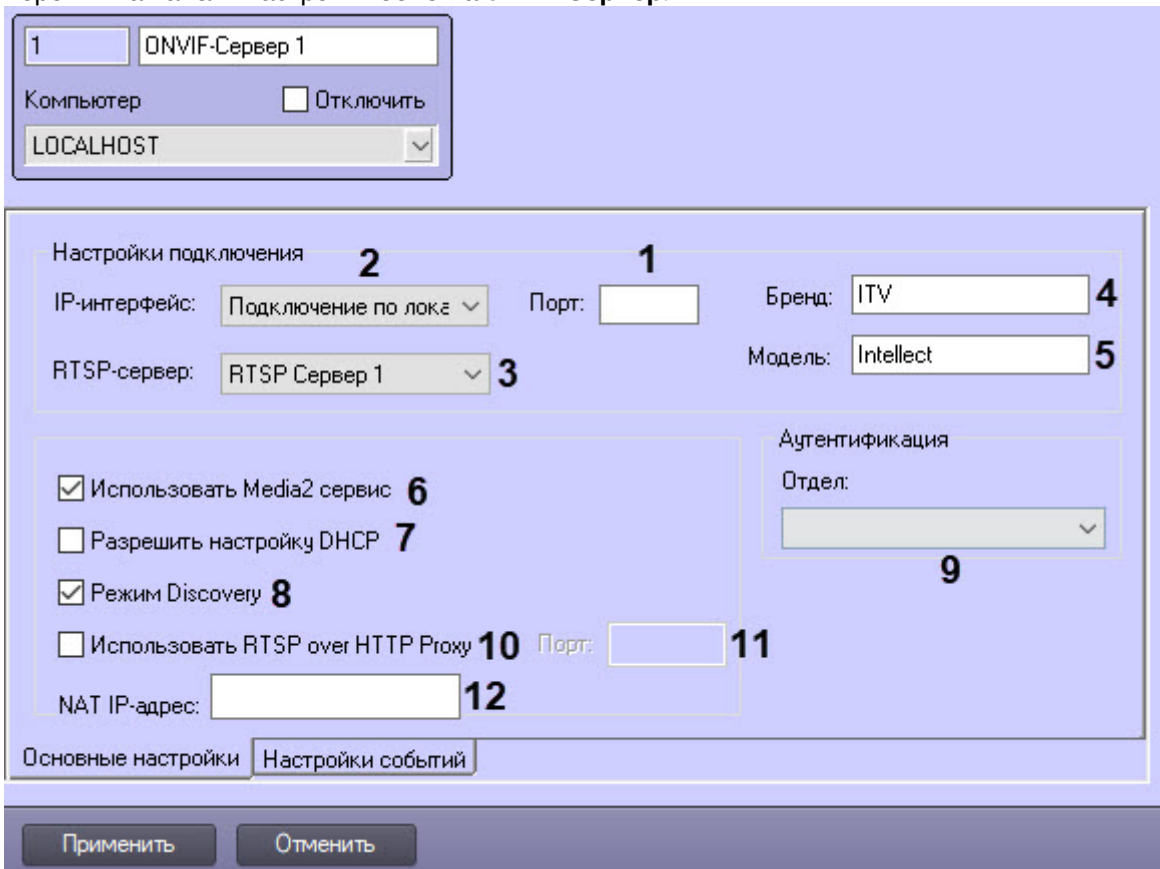 1 ONVIF-Сервер 1
Компьютер Отключить
LOCALHOST
Настройки подключения 2 1
IP-интерфейс: Подключение по лока Порт: Бренд: ITV 4
RTSP-сервер: RTSP Сервер 1 3 Модель: Intellect 5
Аутентификация
Использовать Media2 сервис 6 Отдел:
Разрешить настройку DHCP 7
9
Режим Discovery 8
Использовать RTSP over HTTP Proxy 10 Порт: 11
NAT IP-адрес: 12
Основные настройки Настройки событий
Применить Отменить